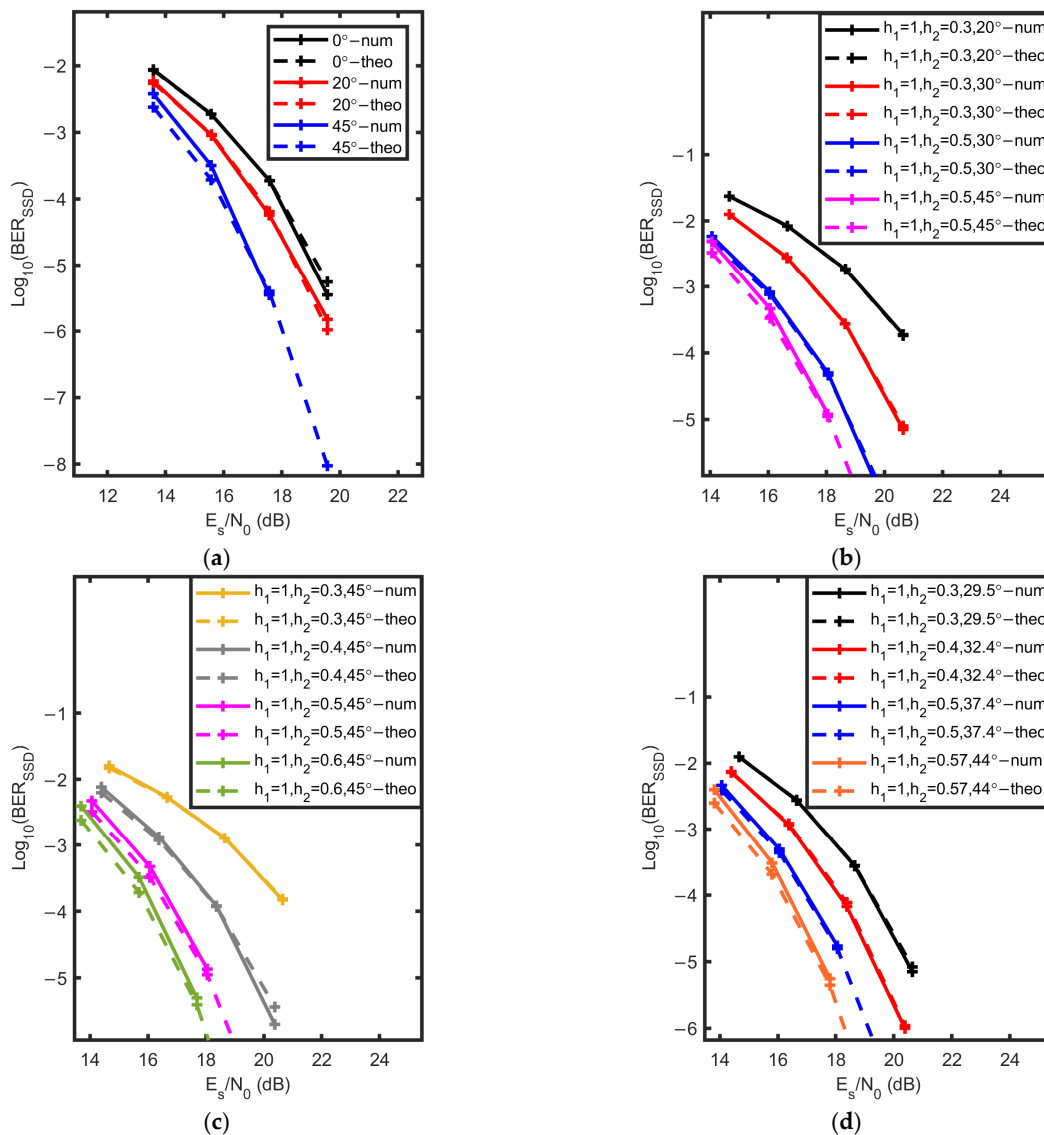 0°−num
0°−theo
20°−num
20°−theo
45°−num
45°−theo
−2
−3
−4
−5
−6
−7
−8
Log10(BERSSD)
12 14 16 18 20 22
Es/N0 (dB)
(a)
h1=1,h2=0.3,20°−num
h1=1,h2=0.3,20°−theo
h1=1,h2=0.3,30°−num
h1=1,h2=0.3,30°−theo
h1=1,h2=0.5,30°−num
h1=1,h2=0.5,30°−theo
h1=1,h2=0.5,45°−num
h1=1,h2=0.5,45°−theo
−1
−2
−3
−4
−5
Log10(BERSSD)
14 16 18 20 22 24
Es/N0 (dB)
(b)
h1=1,h2=0.3,45°−num
h1=1,h2=0.3,45°−theo
h1=1,h2=0.4,45°−num
h1=1,h2=0.4,45°−theo
h1=1,h2=0.5,45°−num
h1=1,h2=0.5,45°−theo
h1=1,h2=0.6,45°−num
h1=1,h2=0.6,45°−theo
−1
−2
−3
−4
−5
Log10(BERSSD)
14 16 18 20 22 24
Es/N0 (dB)
(c)
h1=1,h2=0.3,29.5°−num
h1=1,h2=0.3,29.5°−theo
h1=1,h2=0.4,32.4°−num
h1=1,h2=0.4,32.4°−theo
h1=1,h2=0.5,37.4°−num
h1=1,h2=0.5,37.4°−theo
h1=1,h2=0.57,44°−num
h1=1,h2=0.57,44°−theo
−1
−2
−3
−4
−5
−6
Log10(BERSSD)
14 16 18 20 22 24
Es/N0 (dB)
(d)